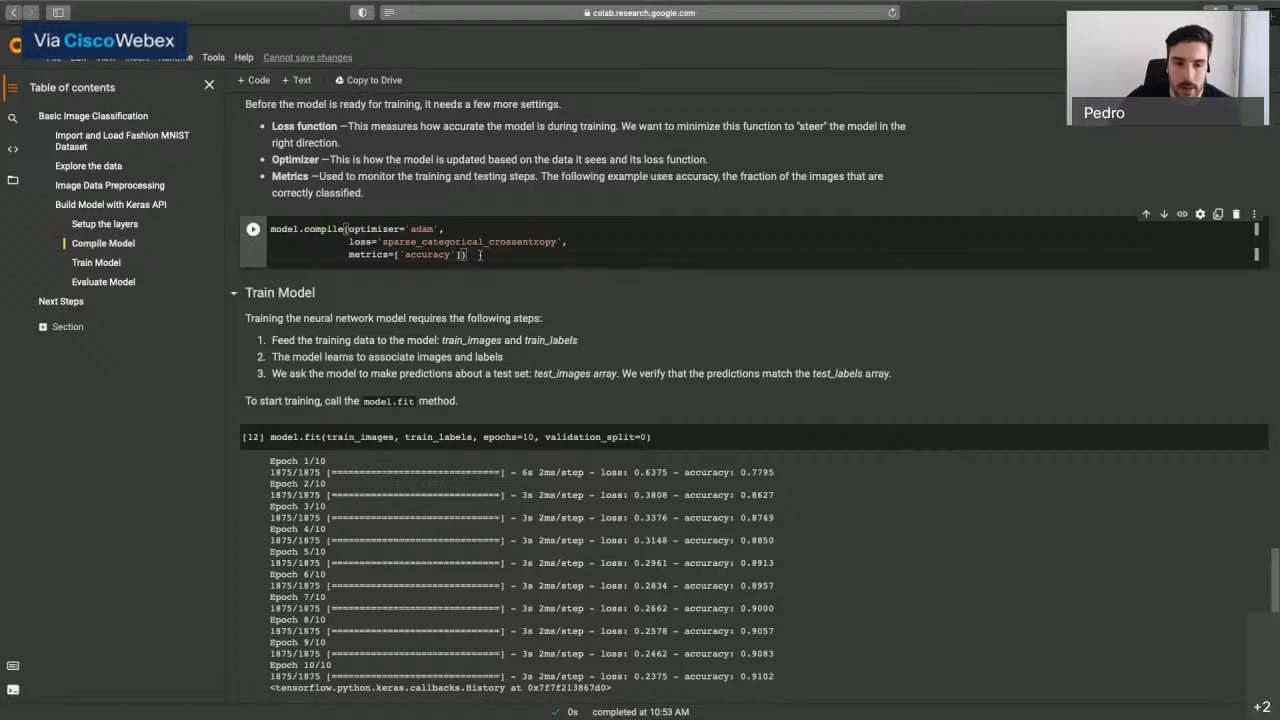 colab.research.google.com
Via CiscoWebex
Tools Help Cannot save changes
+ Code + Text Copy to Drive
Pedro
Table of contents
Basic Image Classification
Import and Load Fashion MNIST
Dataset
Explore the data
Image Data Preprocessing
Build Model with Keras API
Setup the layers
Compile Model
Train Model
Evaluate Model
Next Steps
Section
Before the model is ready for training, it needs a few more settings.
Loss function —This measures how accurate the model is during training. We want to minimize this function to "steer" the model in the
right direction.
Optimizer —This is how the model is updated based on the data it sees and its loss function.
Metrics —Used to monitor the training and testing steps. The following example uses accuracy, the fraction of the images that are
correctly classified.
model.compile(optimizer='adam',
loss='sparse_categorical_crossentropy',
metrics=['accuracy'])
Train Model
Training the neural network model requires the following steps:
1. Feed the training data to the model: train_images and train_labels
2. The model learns to associate images and labels
3. We ask the model to make predictions about a test set: test_images array. We verify that the predictions match the test_labels array.
To start training, call the model.fit method.
[12] model.fit(train_images, train_labels, epochs=10, validation_split=0)
Epoch 1/10
1875/1875 [==============================] - 6s 2ms/step - loss: 0.6375 - accuracy: 0.7795
Epoch 2/10
1875/1875 [==============================] - 3s 2ms/step - loss: 0.3808 - accuracy: 0.8627
Epoch 3/10
1875/1875 [==============================] - 3s 2ms/step - loss: 0.3376 - accuracy: 0.8749
Epoch 4/10
1875/1875 [==============================] - 3s 2ms/step - loss: 0.3148 - accuracy: 0.8850
Epoch 5/10
1875/1875 [==============================] - 3s 2ms/step - loss: 0.2961 - accuracy: 0.8913
Epoch 6/10
1875/1875 [==============================] - 3s 2ms/step - loss: 0.2834 - accuracy: 0.8957
Epoch 7/10
1875/1875 [==============================] - 3s 2ms/step - loss: 0.2662 - accuracy: 0.9000
Epoch 8/10
1875/1875 [==============================] - 3s 2ms/step - loss: 0.2578 - accuracy: 0.9057
Epoch 9/10
1875/1875 [==============================] - 3s 2ms/step - loss: 0.2462 - accuracy: 0.9083
Epoch 10/10
1875/1875 [==============================] - 3s 2ms/step - loss: 0.2375 - accuracy: 0.9102
<tensorflow.python.keras.callbacks.History at 0x7f7f213867d0>
0s completed at 10:53 AM
+2